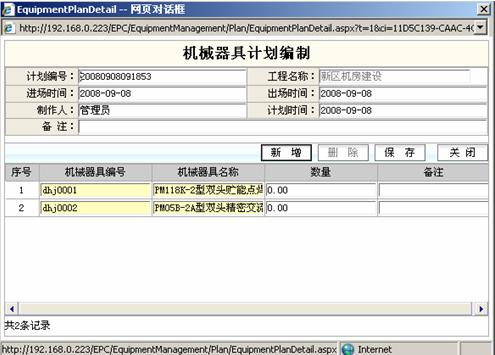 EquipmentPlanDetail -- 网页对话框
http://192.168.0.223/EPC/EquipmentManagement/Plan/EquipmentPlanDetail.aspx?t=1&ci=11D5C139-CAAC-4
机械器具计划编制
计划编号： 20080908091853 工程名称： 新区机房建设
进场时间： 2008-09-08 出场时间： 2008-09-08
制作人： 管理员 计划时间： 2008-09-08
备 注：
新 增 删 除 保 存 关 闭
序号 机械器具编号 机械器具名称 数量 备注
1 dhj0001 PM118K-2型双头贮能点焊 0.00
2 dhj0002 PM05B-2A型双头精密交流 0.00
共2条记录
http://192.168.0.223/EPC/EquipmentManagement/Plan/EquipmentPlanDetail.aspx Internet